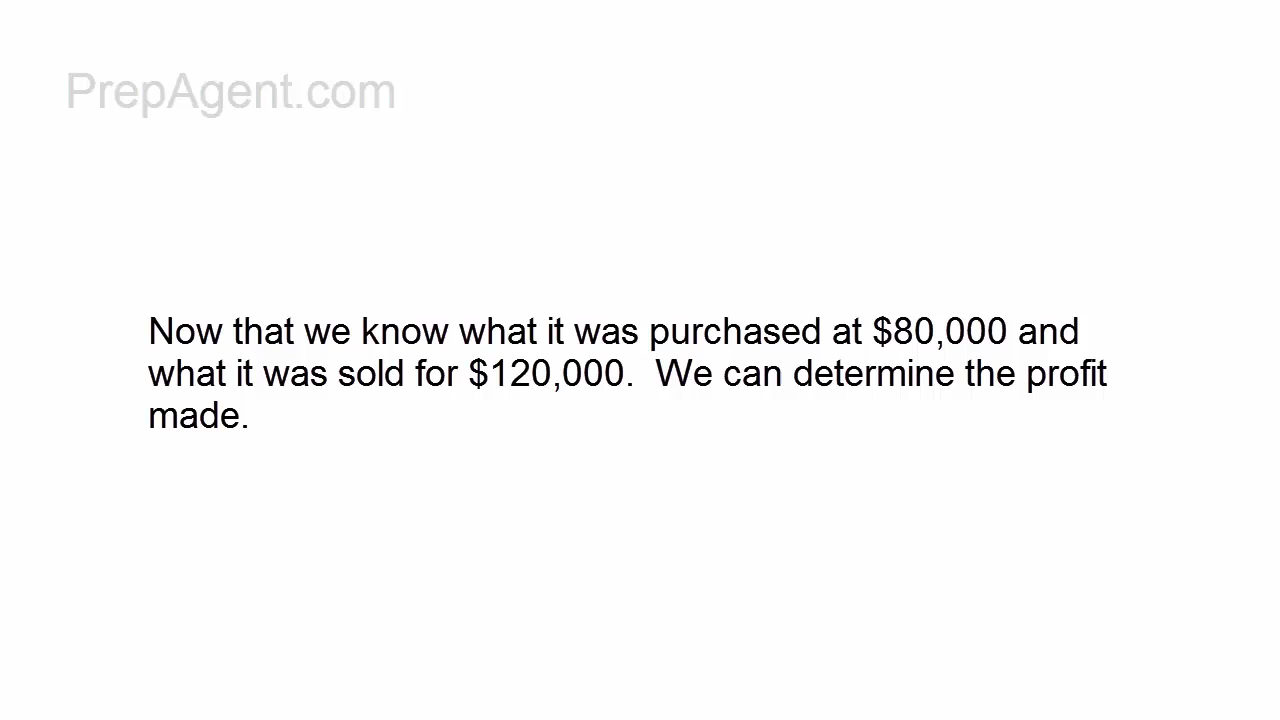 PrepAgent.com
Now that we know what it was purchased at $80,000 and
what it was sold for $120,000.  We can determine the profit
made.